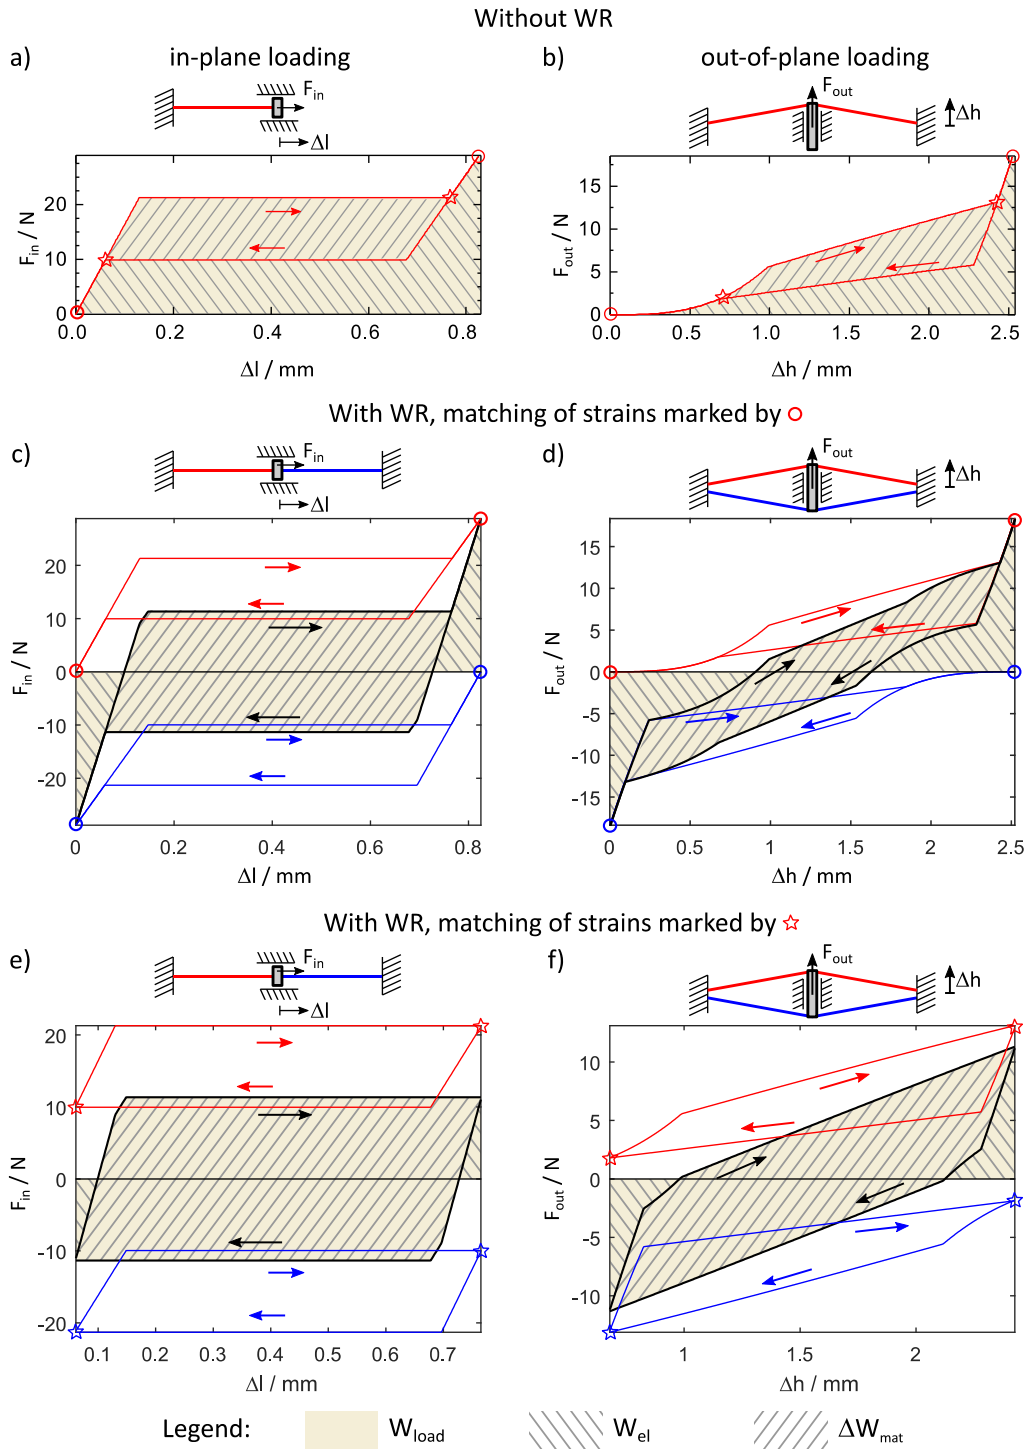 Without WR
a) in-plane loading
b) out-of-plane loading
F_in
Δl
F_out
Δh
F_in / N
20
10
0
0.0 0.2 0.4 0.6 0.8
Δl / mm
F_out / N
15
10
5
0
0.0 0.5 1.0 1.5 2.0 2.5
Δh / mm
With WR, matching of strains marked by
c)
F_in
Δl
d)
F_out
Δh
F_in / N
20
10
0
-10
-20
0 0.2 0.4 0.6 0.8
Δl / mm
F_out / N
15
10
5
0
-5
-10
-15
0 0.5 1 1.5 2 2.5
Δh / mm
With WR, matching of strains marked by
e)
F_in
Δl
f)
F_out
Δh
F_in / N
20
10
0
-10
-20
0.1 0.2 0.3 0.4 0.5 0.6 0.7
Δl / mm
F_out / N
10
5
0
-5
-10
1 1.5 2
Δh / mm
Legend: W_load W_el ΔW_mat